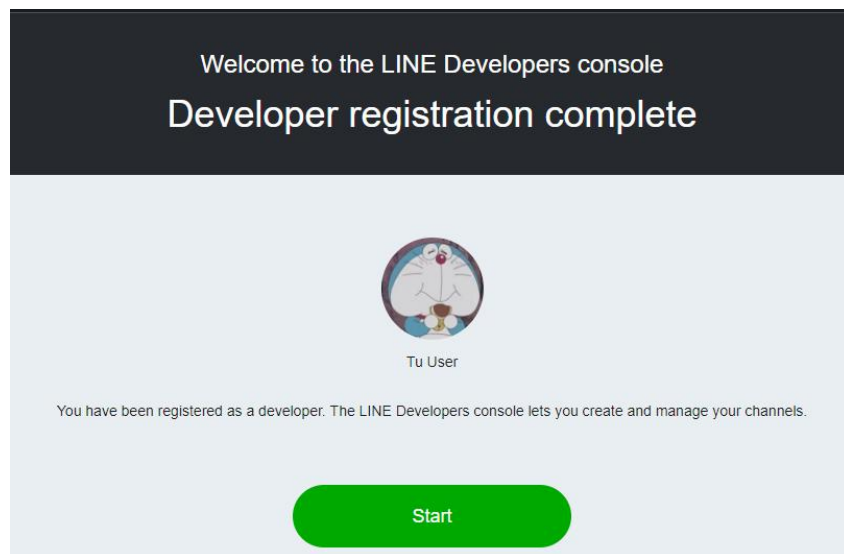 Welcome to the LINE Developers console
Developer registration complete
Tu User
You have been registered as a developer. The LINE Developers console lets you create and manage your channels.
Start